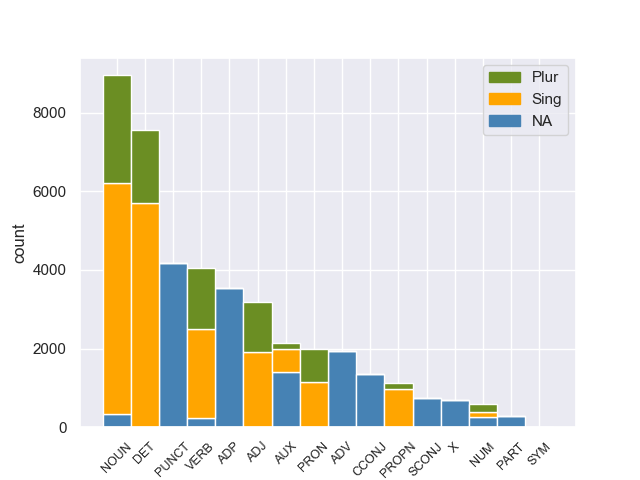 Plur
Sing
NA
8000
6000
4000
2000
0
count
NOUN
DET
PUNCT
VERB
ADP
ADJ
AUX
PRON
ADV
CCONJ
PROPN
SCONJ
X
NUM
PART
SYM